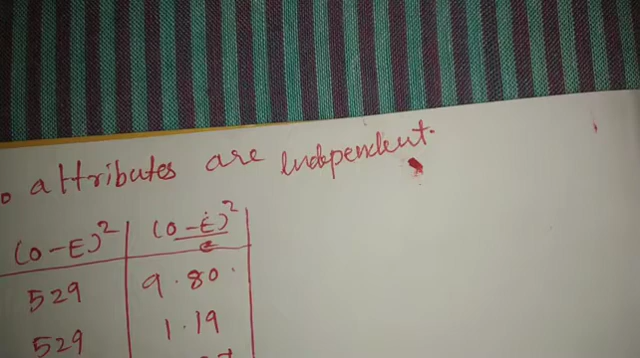 o attributes are independent.
(O-E)² | (O-E)²/e
529 | 9.80
529 | 1.19